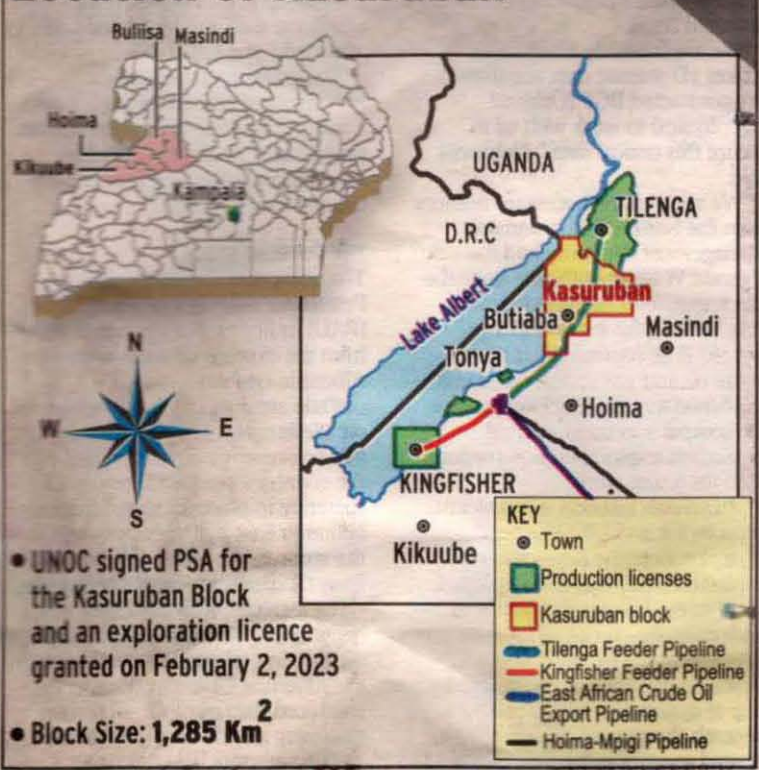 Buliisa Masindi
Hoima
Kikuube
Kampala
UGANDA
D.R.C
TILENGA
Lake Albert
Kasuruban
Butiaba
Masindi
Tonya
Hoima
KINGFISHER
Kikuube
N
W E
S
• UNOC signed PSA for
the Kasuruban Block
and an exploration licence
granted on February 2, 2023
• Block Size: 1,285 Km²
KEY
Town
Production licenses
Kasuruban block
Tilenga Feeder Pipeline
Kingfisher Feeder Pipeline
East African Crude Oil
Export Pipeline
Hoima-Mpigi Pipeline